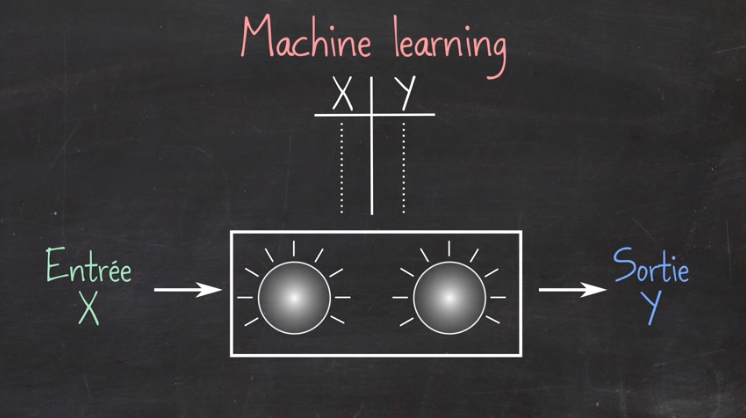 Machine learning
X Y
Entrée
X
Sortie
Y